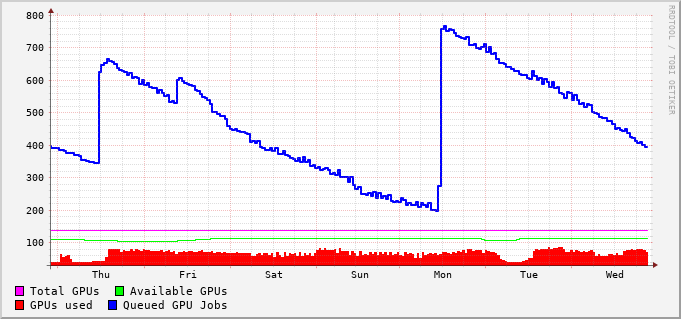 800
700
600
500
400
300
200
100
Thu Fri Sat Sun Mon Tue Wed
RRDTOOL / TOBI OETIKER
Total GPUs Available GPUs
GPUs used Queued GPU Jobs